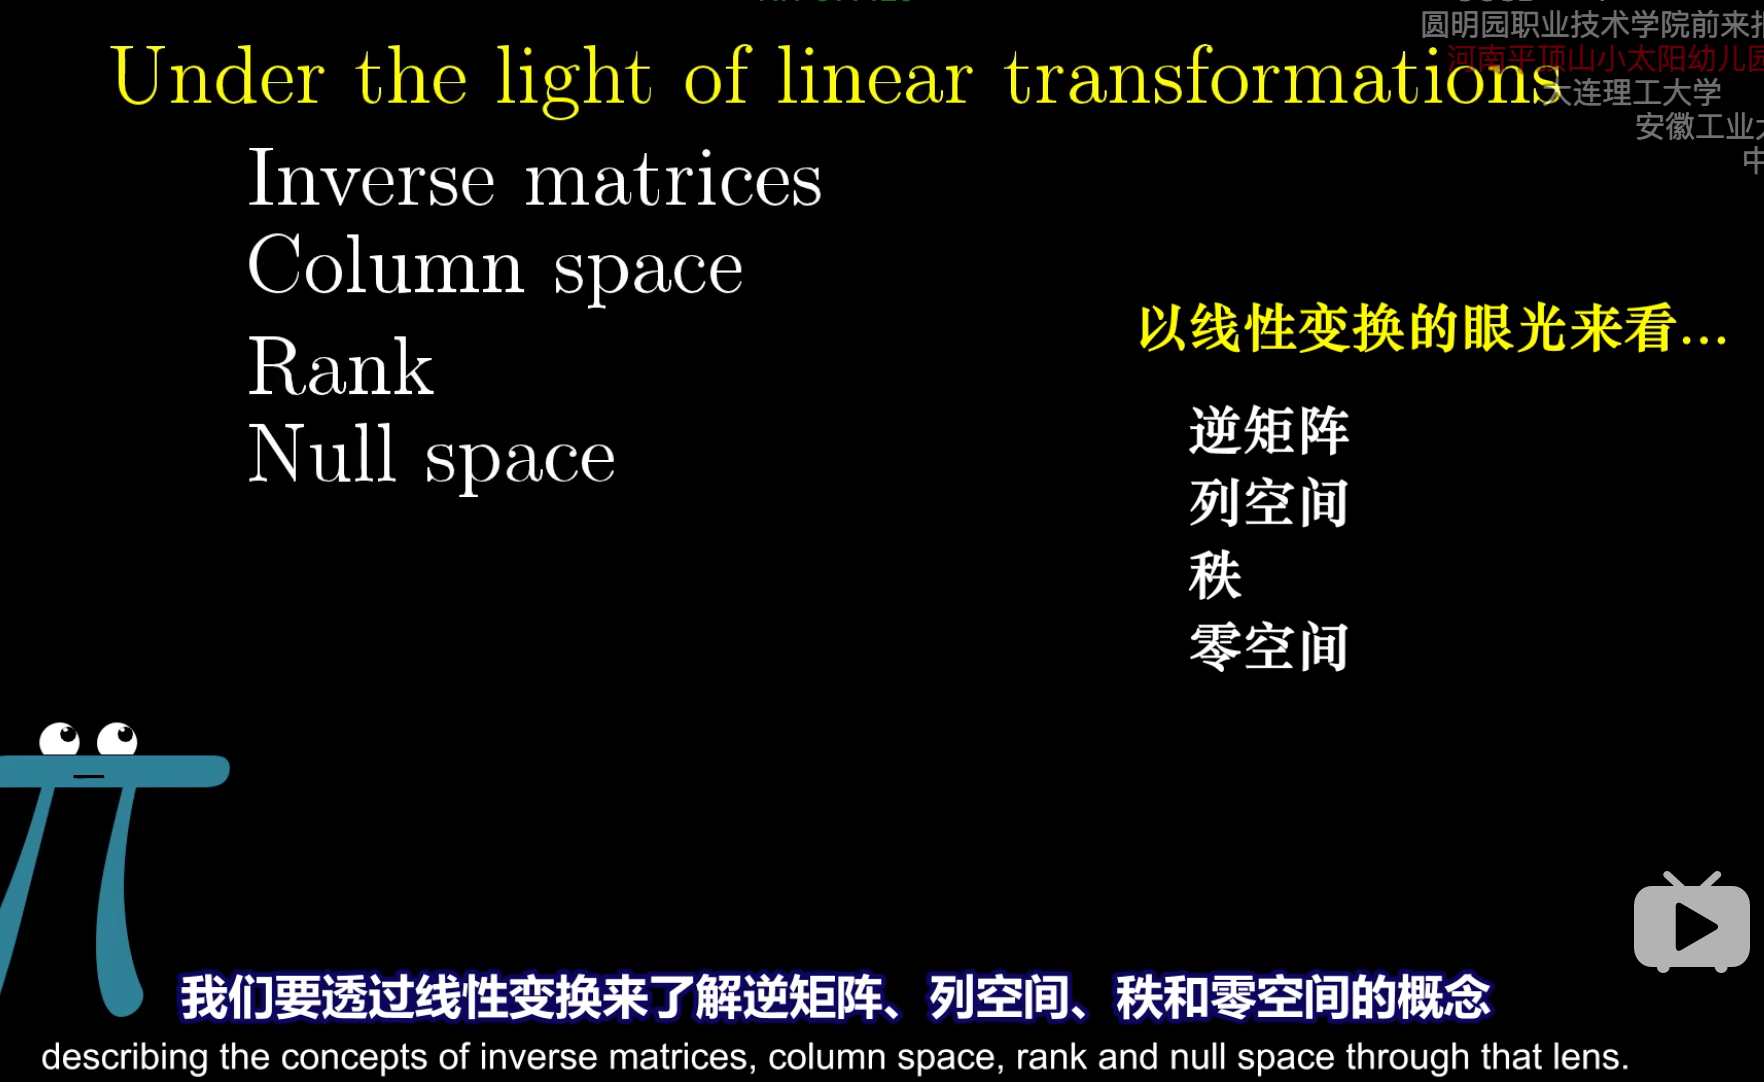 圆明园职业技术学院前来
河南平顶山小太阳幼儿园
Under the light of linear transformations
大连理工大学
安徽工业
中
Inverse matrices
Column space
Rank
Null space
以线性变换的眼光来看...
逆矩阵
列空间
秩
零空间
我们要透过线性变换来了解逆矩阵、列空间、秩和零空间的概念
describing the concepts of inverse matrices, column space, rank and null space through that lens.